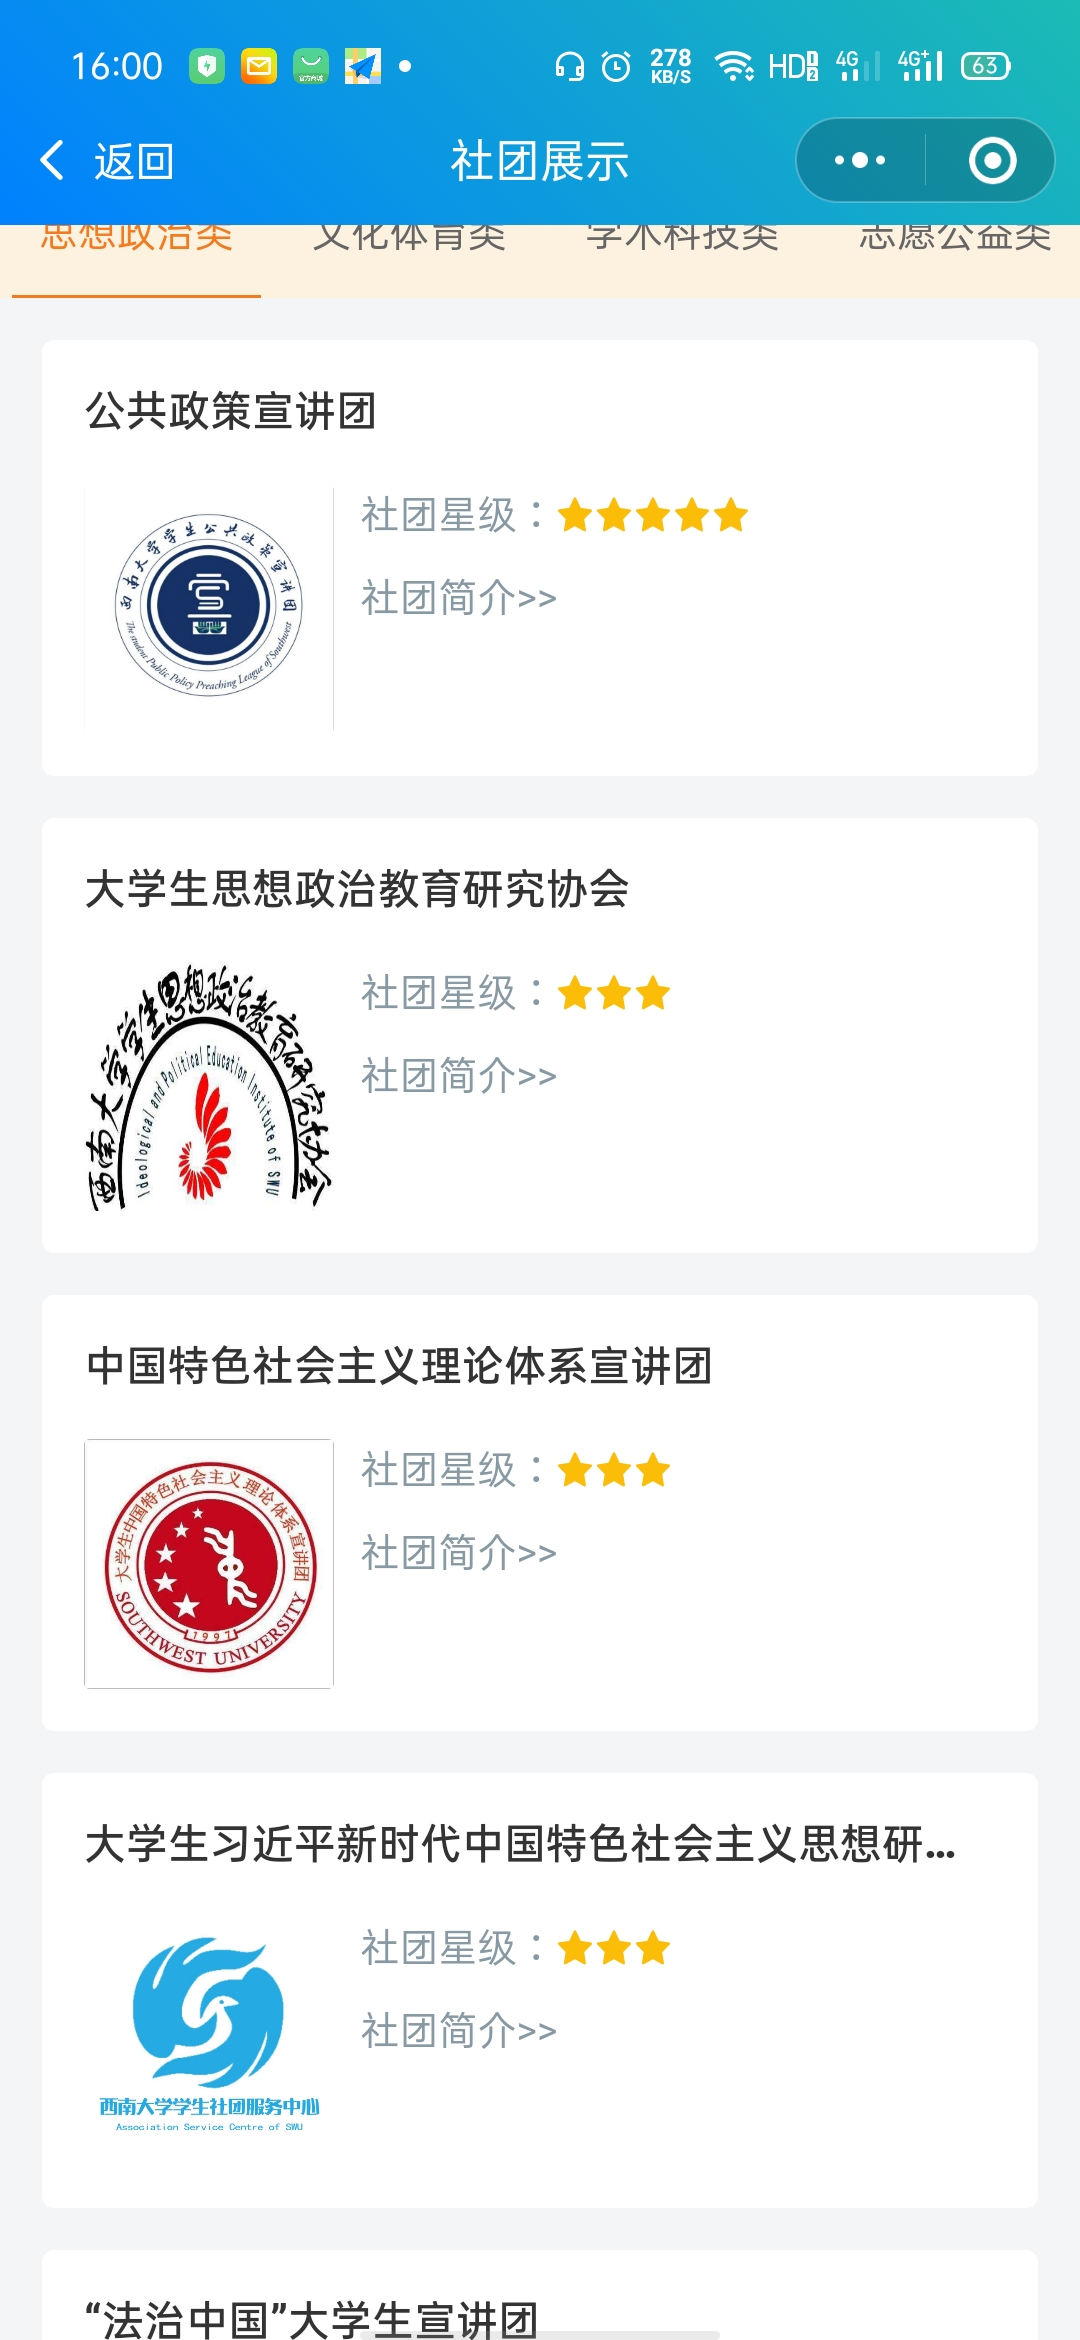 16:00
官方商城
278
KB/S
HD
1
2
4G
4G+
63
返回
社团展示
思想政治类
文化体育类
学术科技类
志愿公益类
公共政策宣讲团
西南大学学生公共政策宣讲团
The student Public Policy Preaching League of Southwest
社团星级：
社团简介>>
大学生思想政治教育研究协会
西南大学学生思想政治教育研究协会
Ideological and Political Education Institute of SWU
社团星级：
社团简介>>
中国特色社会主义理论体系宣讲团
大学生中国特色社会主义理论体系宣讲团
1997
SOUTHWEST UNIVERSITY
社团星级：
社团简介>>
大学生习近平新时代中国特色社会主义思想研...
西南大学学生社团服务中心
Association Service Centre of SWU
社团星级：
社团简介>>
“法治中国”大学生宣讲团